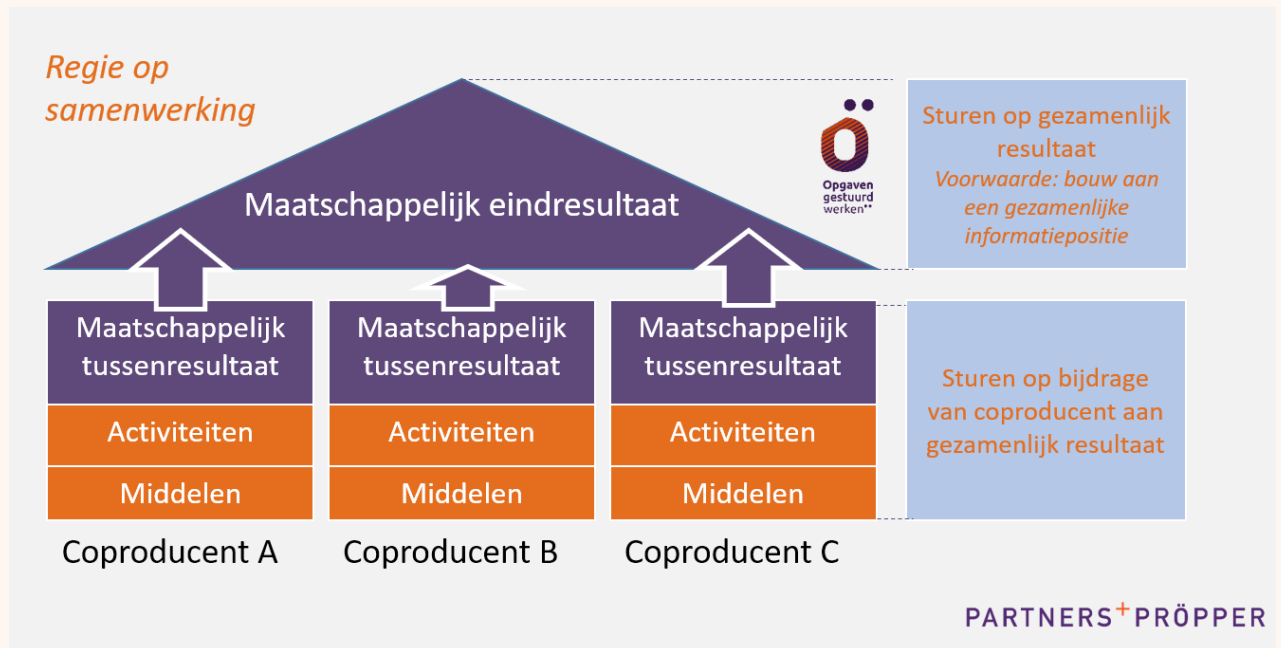 Regie op
samenwerking
Maatschappelijk eindresultaat
Opgaven
gestuurd
werken¨
Sturen op gezamenlijk
resultaat
Voorwaarde: bouw aan
een gezamenlijke
informatiepositie
Maatschappelijk
tussenresultaat
Activiteiten
Middelen
Coproducent A
Maatschappelijk
tussenresultaat
Activiteiten
Middelen
Coproducent B
Maatschappelijk
tussenresultaat
Activiteiten
Middelen
Coproducent C
Sturen op bijdrage
van coproducent aan
gezamenlijk resultaat
PARTNERS+PRÖPPER